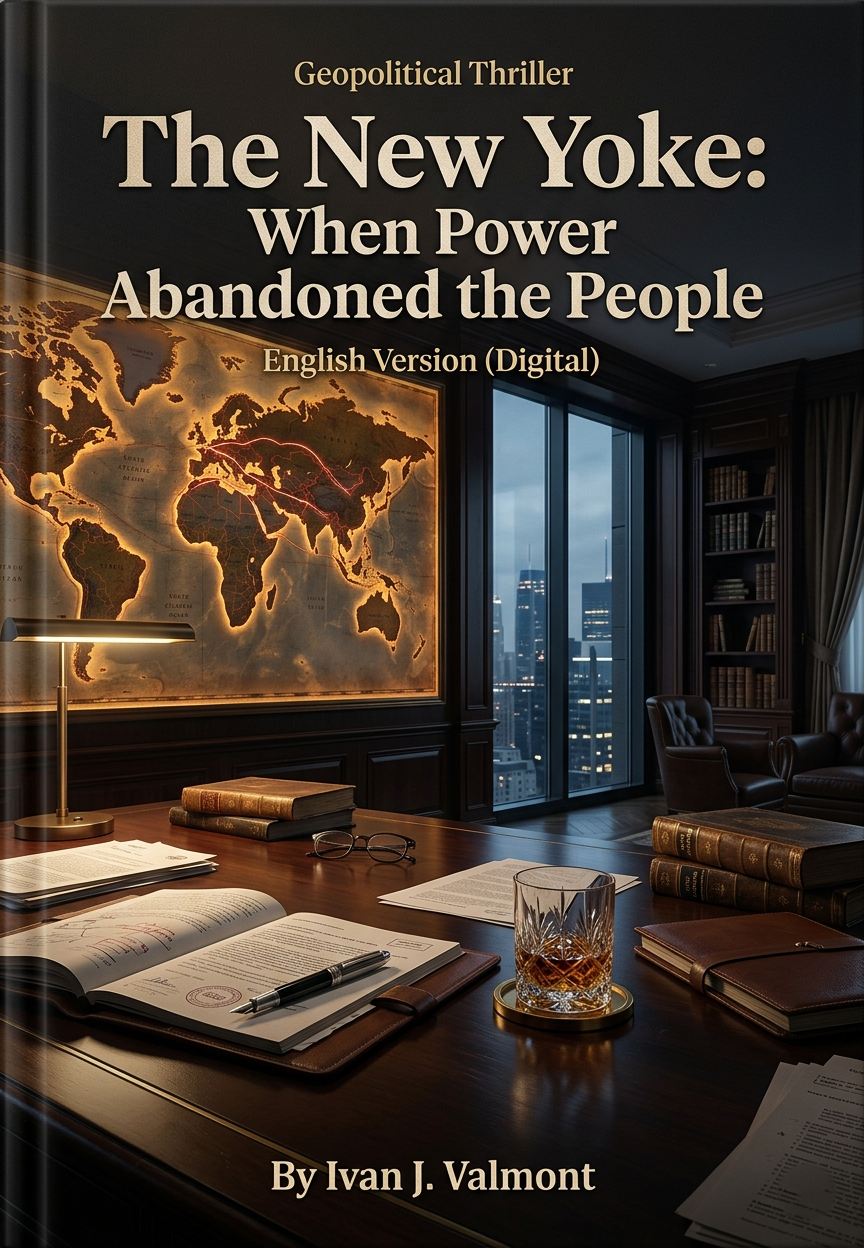 Geopolitical Thriller
The New Yoke:
When Power
Abandoned the People
English Version (Digital)
By Ivan J. Valmont